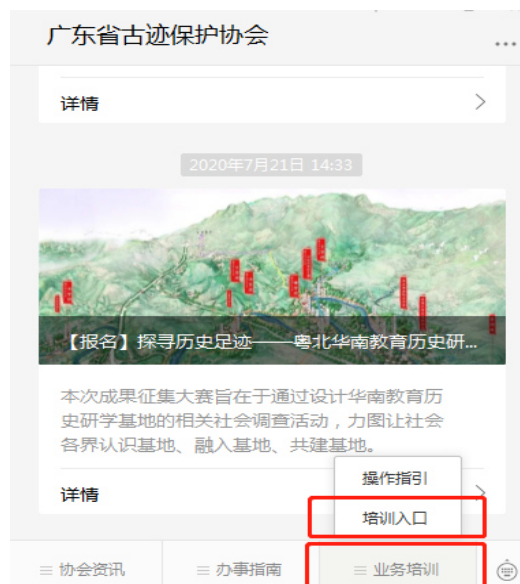 广东省古迹保护协会
详情
2020年7月21日 14:33
【报名】探寻历史足迹——粤北华南教育历史研...
本次成果征集大赛旨在于通过设计华南教育历
史研学基地的相关社会调查活动，力图让社会
各界认识基地、融入基地、共建基地。
操作指引
详情
培训入口
协会资讯
办事指南
业务培训